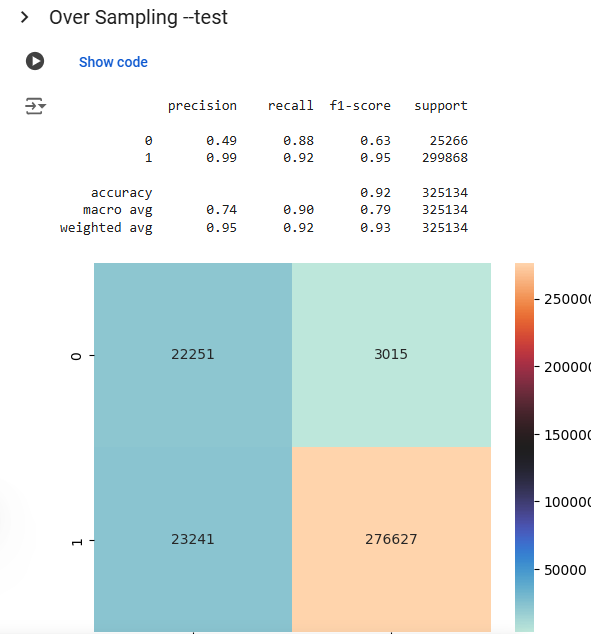 Over Sampling --test
Show code
precision recall f1-score support
0 0.49 0.88 0.63 25266
1 0.99 0.92 0.95 299868
accuracy 0.92 325134
macro avg 0.74 0.90 0.79 325134
weighted avg 0.95 0.92 0.93 325134
0 22251 3015
1 23241 276627
250000
200000
150000
100000
50000